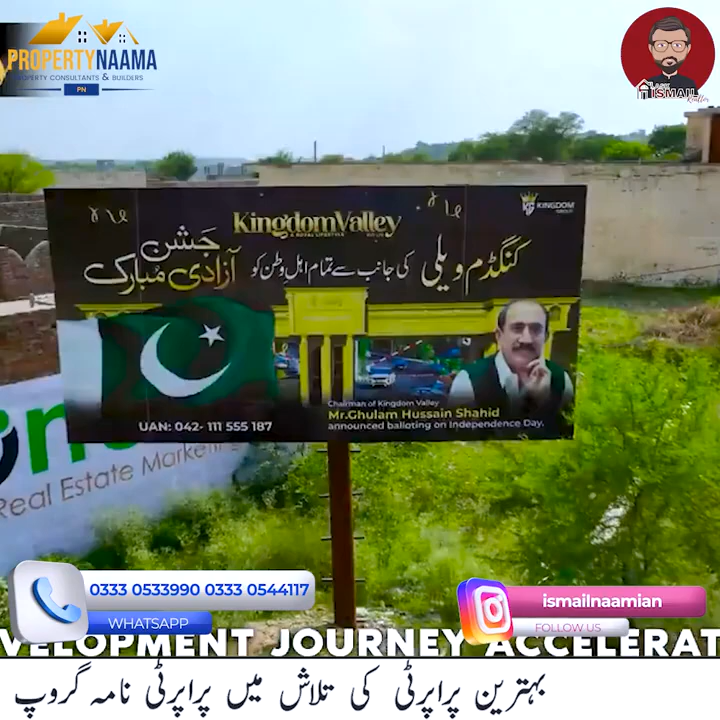 PROPERTYNAAMA
PROPERTY CONSULTANTS & BUILDERS
PN
ISMAIL
Realtor
KingdomValley
A ROYAL LIFESTYLE
KINGDOM
GROUP
جشنِ
آزادی مبارک
کنگڈم ویلی کی جانب سے تمام اہلِ وطن کو
Chairman of Kingdom Valley
Mr.Ghulam Hussain Shahid
announced balloting on Independence Day.
UAN: 042- 111 555 187
Real Estate Marketing
0333 0533990 0333 0544117
WHATSAPP
ismailnaamian
FOLLOW US
VELOPMENT JOURNEY ACCELERAT
بہترین پراپرٹی کی تلاش میں پراپرٹی نامہ گروپ